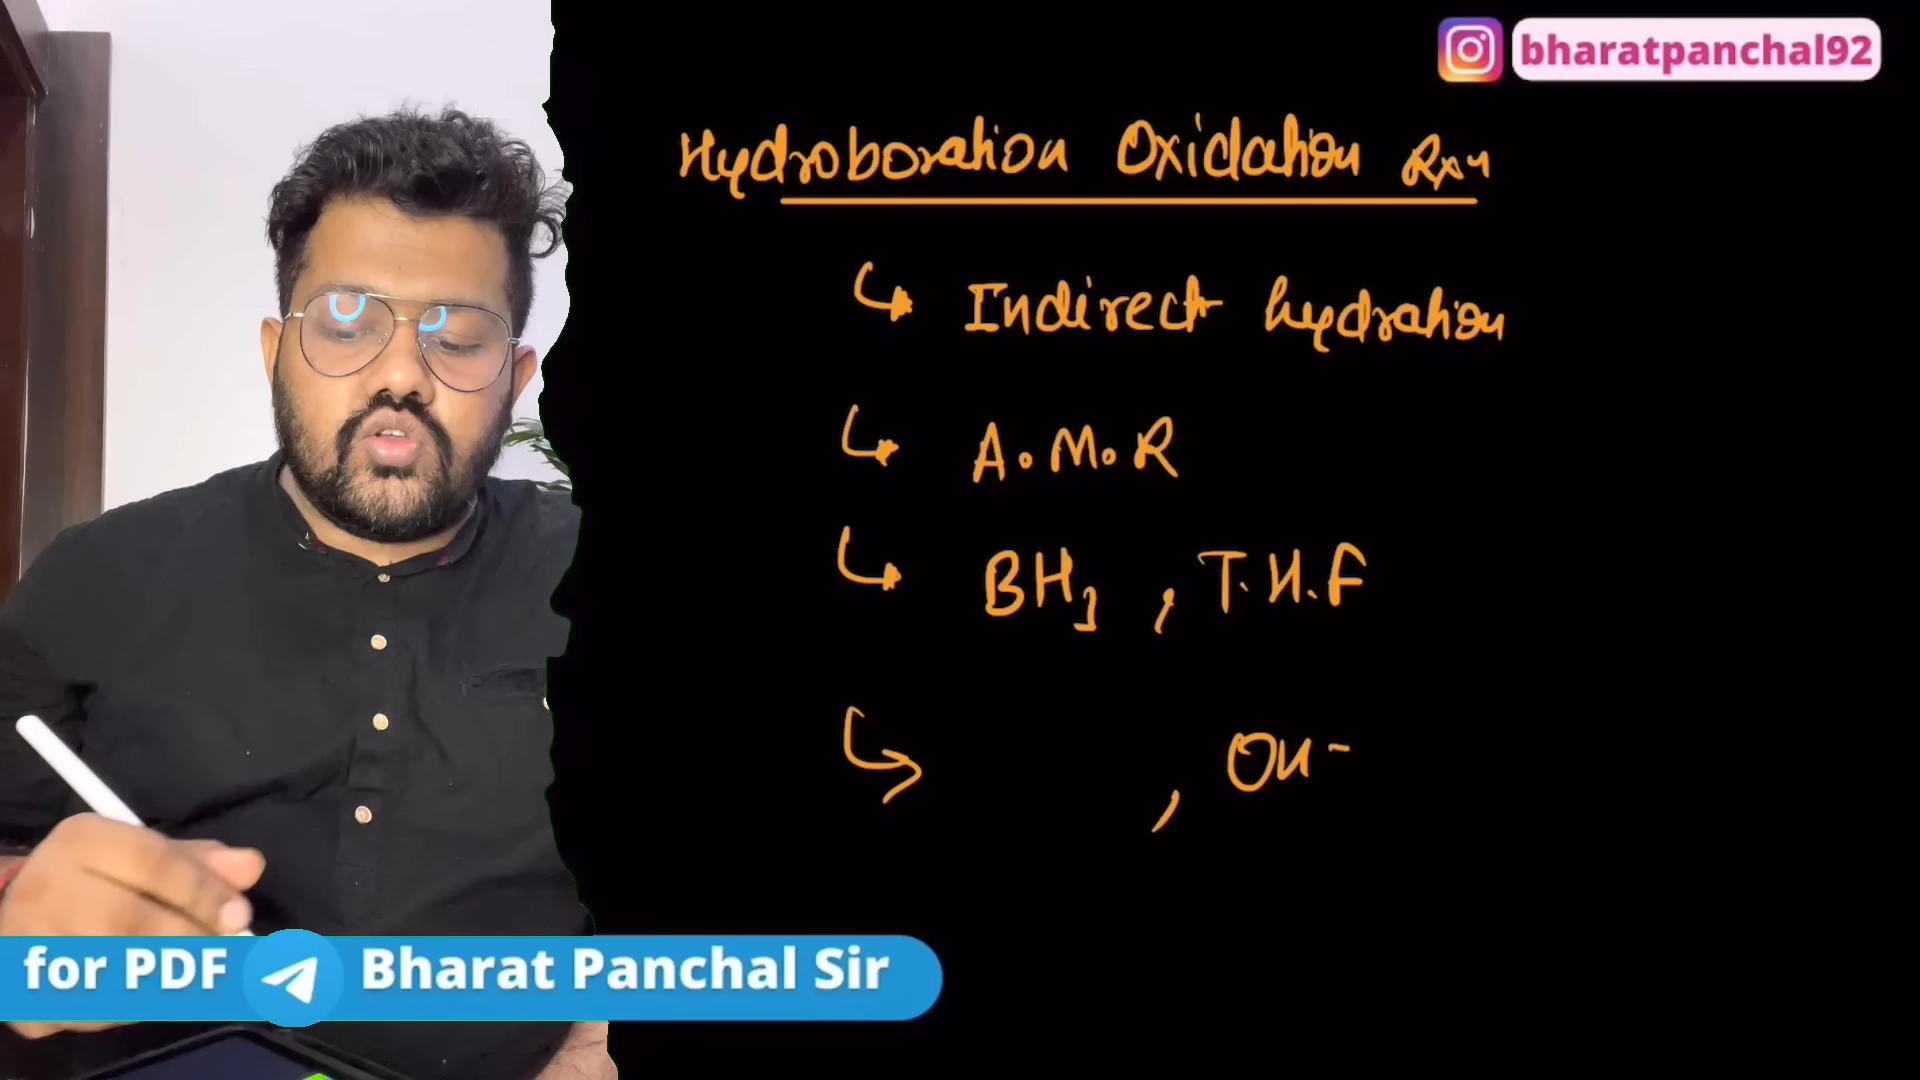 bharatpanchal92
Hydroboration Oxidation Rxn
Indirect hydration
A.M.R
BH3 , T.H.F
, OH-
for PDF Bharat Panchal Sir